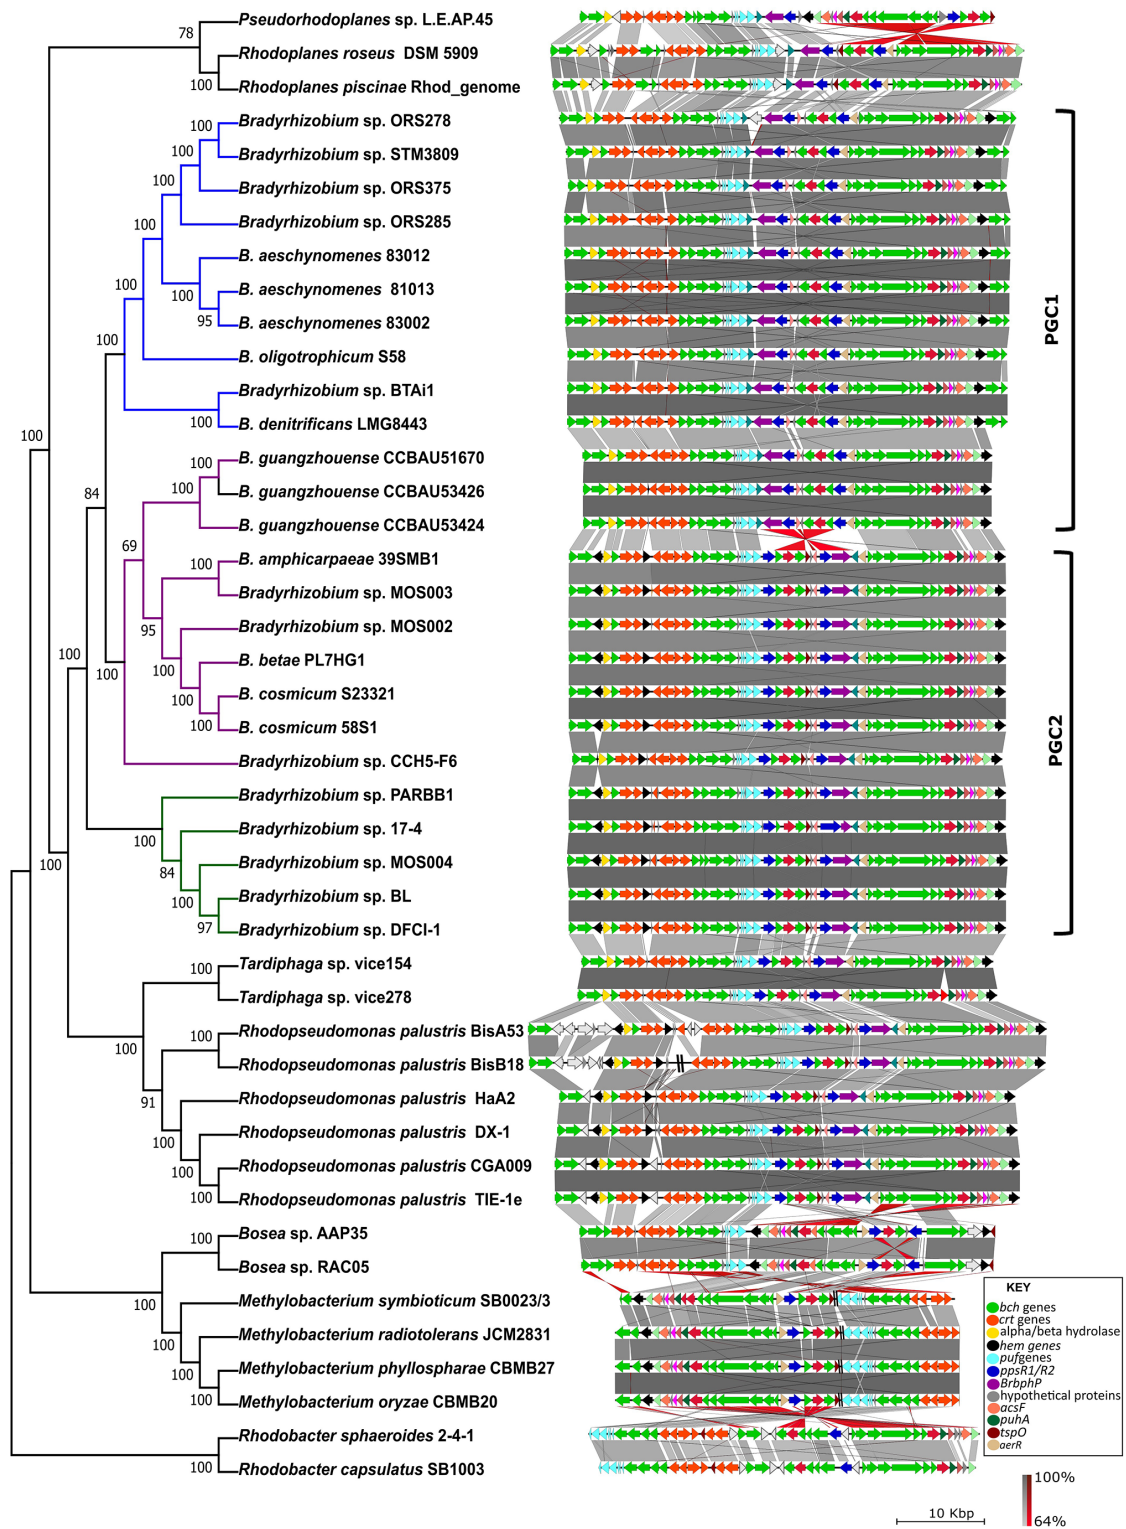 Pseudorhodoplanes sp. L.E.AP.45
78
Rhodoplanes roseus DSM 5909
100
Rhodoplanes piscinae Rhod_genome
Bradyrhizobium sp. ORS278
100
Bradyrhizobium sp. STM3809
100
Bradyrhizobium sp. ORS375
100
Bradyrhizobium sp. ORS285
B. aeschynomenes 83012
100
100
B. aeschynomenes 81013
95
B. aeschynomenes 83002
100
B. oligotrophicum S58
Bradyrhizobium sp. BTAi1
100
B. denitrificans LMG8443
PGC1
100
B. guangzhouense CCBAU51670
100
100
B. guangzhouense CCBAU53426
84
B. guangzhouense CCBAU53424
69
B. amphicarpaeae 39SMB1
100
Bradyrhizobium sp. MOS003
95
Bradyrhizobium sp. MOS002
100
100
B. betae PL7HG1
100
B. cosmicum S23321
100
B. cosmicum 58S1
Bradyrhizobium sp. CCH5-F6
PGC2
Bradyrhizobium sp. PARBB1
100
Bradyrhizobium sp. 17-4
100
84
Bradyrhizobium sp. MOS004
100
Bradyrhizobium sp. BL
97
Bradyrhizobium sp. DFCI-1
100
Tardiphaga sp. vice154
Tardiphaga sp. vice278
100
100
Rhodopseudomonas palustris BisA53
Rhodopseudomonas palustris BisB18
91
Rhodopseudomonas palustris HaA2
100
Rhodopseudomonas palustris DX-1
100
Rhodopseudomonas palustris CGA009
100
Rhodopseudomonas palustris TIE-1e
100
Bosea sp. AAP35
Bosea sp. RAC05
100
Methylobacterium symbioticum SB0023/3
100
Methylobacterium radiotolerans JCM2831
100
Methylobacterium phyllospharae CBMB27
100
Methylobacterium oryzae CBMB20
Rhodobacter sphaeroides 2-4-1
100
Rhodobacter capsulatus SB1003
KEY
bch genes
crt genes
alpha/beta hydrolase
hem genes
pufgenes
ppsR1/R2
BrbphP
hypothetical proteins
acsF
puhA
tspO
aerR
100%
64%
10 Kbp